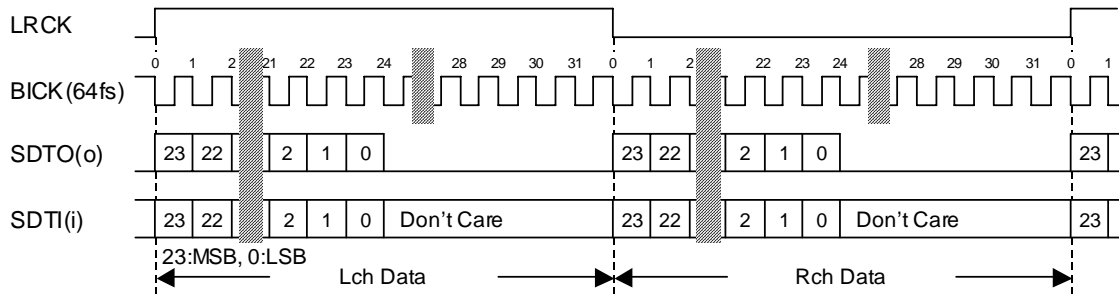 LRCK
0 1 2 21 22 23 24 28 29 30 31 0 1 2 22 23 24 28 29 30 31 0 1
BICK(64fs)
SDTO(o) 23 22 2 1 0 23 22 2 1 0 23
SDTI(i) 23 22 2 1 0 Don't Care 23 22 2 1 0 Don't Care 23
23:MSB, 0:LSB
Lch Data Rch Data